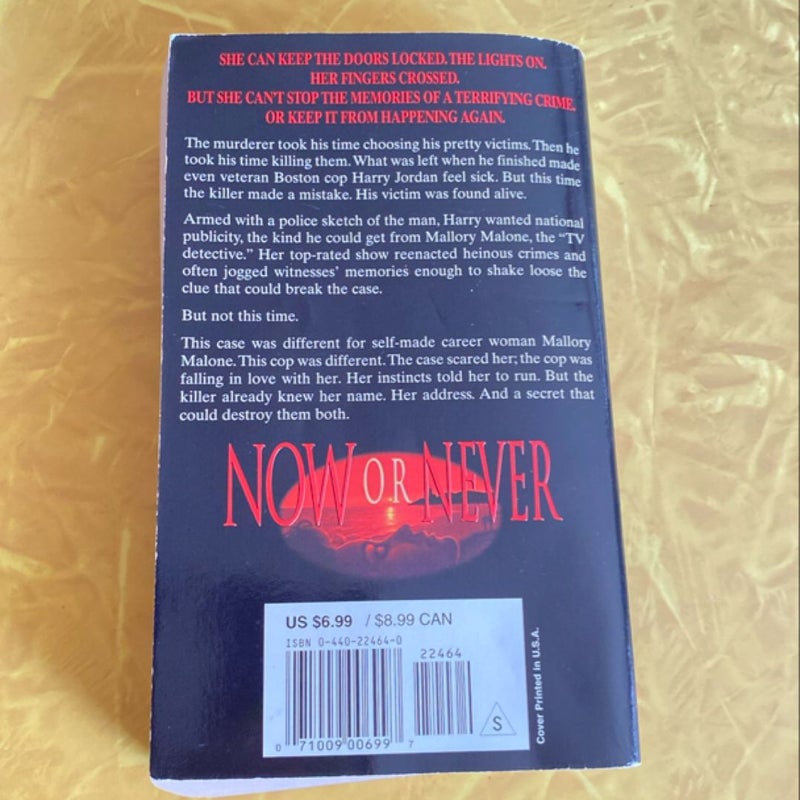 SHE CAN KEEP THE DOORS LOCKED. THE LIGHTS ON.
HER FINGERS CROSSED.
BUT SHE CAN'T STOP THE MEMORIES OF A TERRIFYING CRIME.
OR KEEP IT FROM HAPPENING AGAIN.
The murderer took his time choosing his pretty victims. Then he
took his time killing them. What was left when he finished made
even veteran Boston cop Harry Jordan feel sick. But this time
the killer made a mistake. His victim was found alive.
Armed with a police sketch of the man, Harry wanted national
publicity, the kind he could get from Mallory Malone, the “TV
detective.” Her top-rated show reenacted heinous crimes and
often jogged witnesses’ memories enough to shake loose the
clue that could break the case.
But not this time.
This case was different for self-made career woman Mallory
Malone. This cop was different. The case scared her; the cop was
falling in love with her. Her instincts told her to run. But the
killer already knew her name. Her address. And a secret that
could destroy them both.
NOW OR NEVER
US $6.99 / $8.99 CAN
ISBN 0-440-22464-0
22464
0 71009 00699 7
S
Cover Printed in U.S.A.